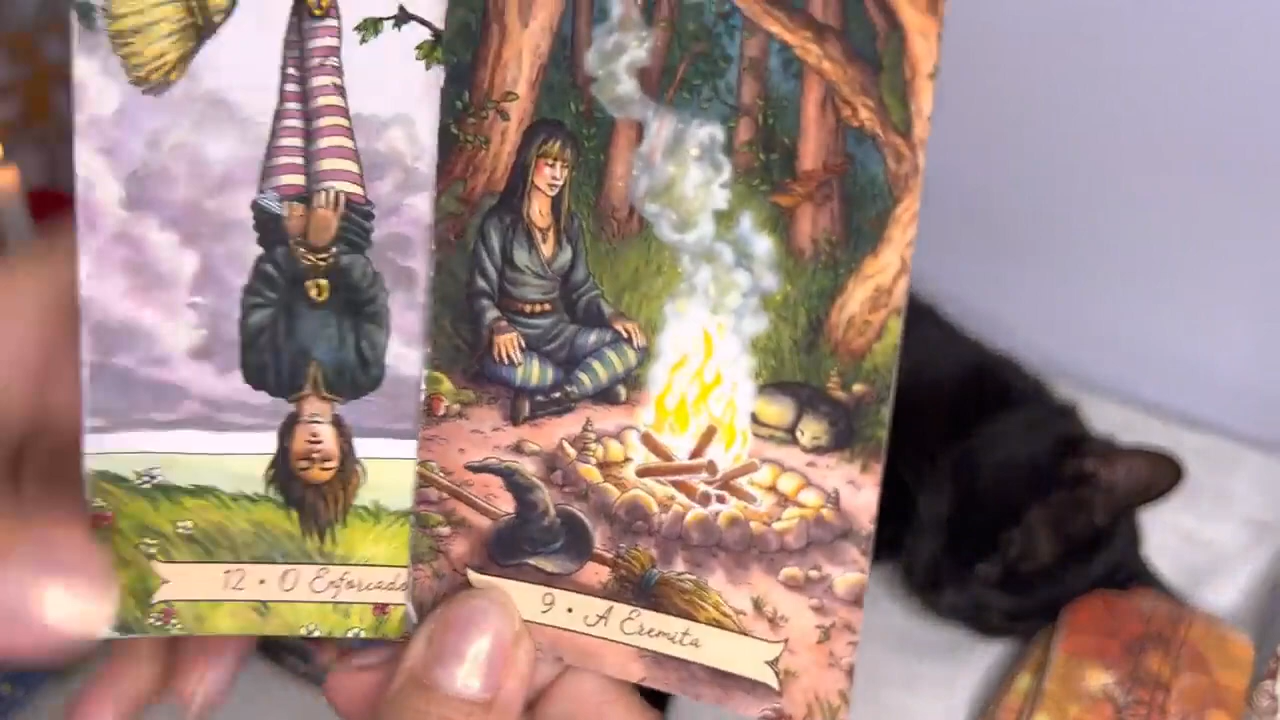 12 • O Enforcado
9 • A Eremita